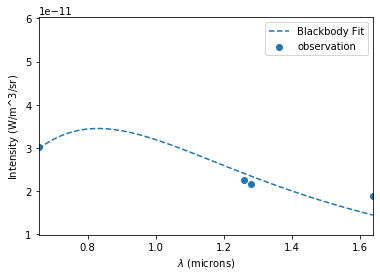 1e−11
6
5
4
3
2
1
Intensity (W/m^3/sr)
Blackbody Fit
observation
0.8 1.0 1.2 1.4 1.6
λ (microns)